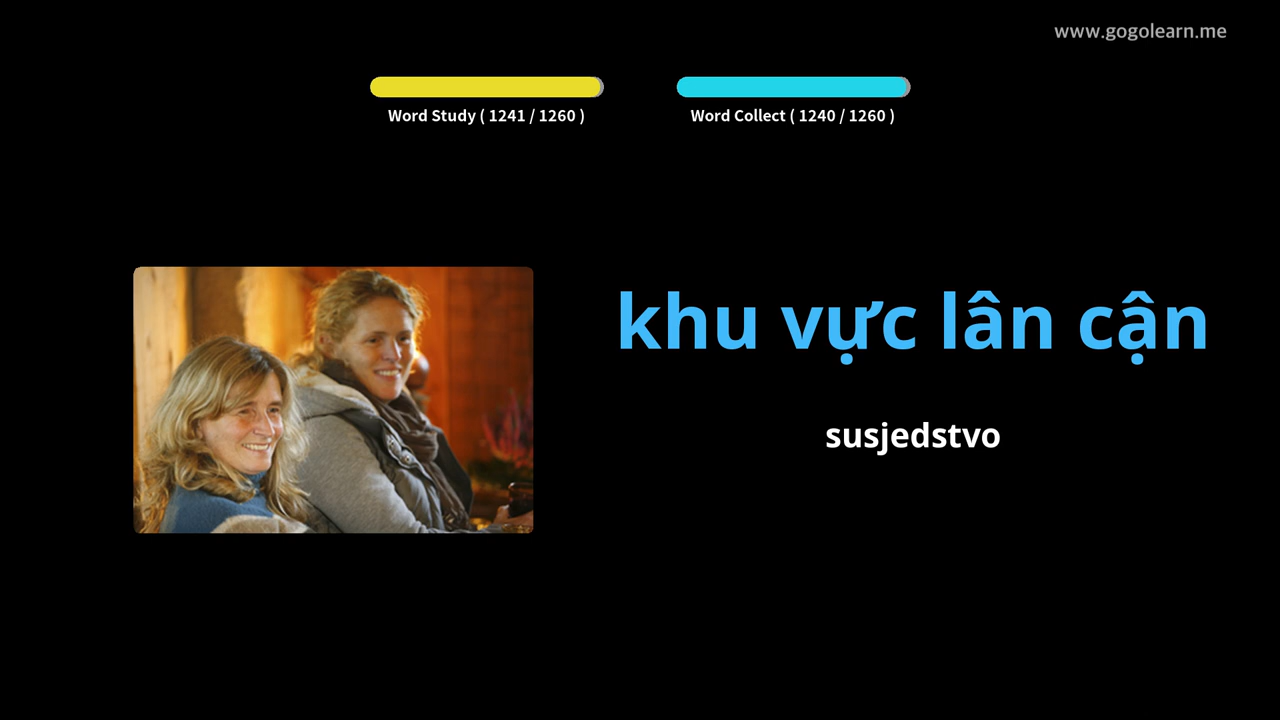 www.gogolearn.me
Word Study ( 1241 / 1260 )
Word Collect ( 1240 / 1260 )
khu vực lân cận
susjedstvo